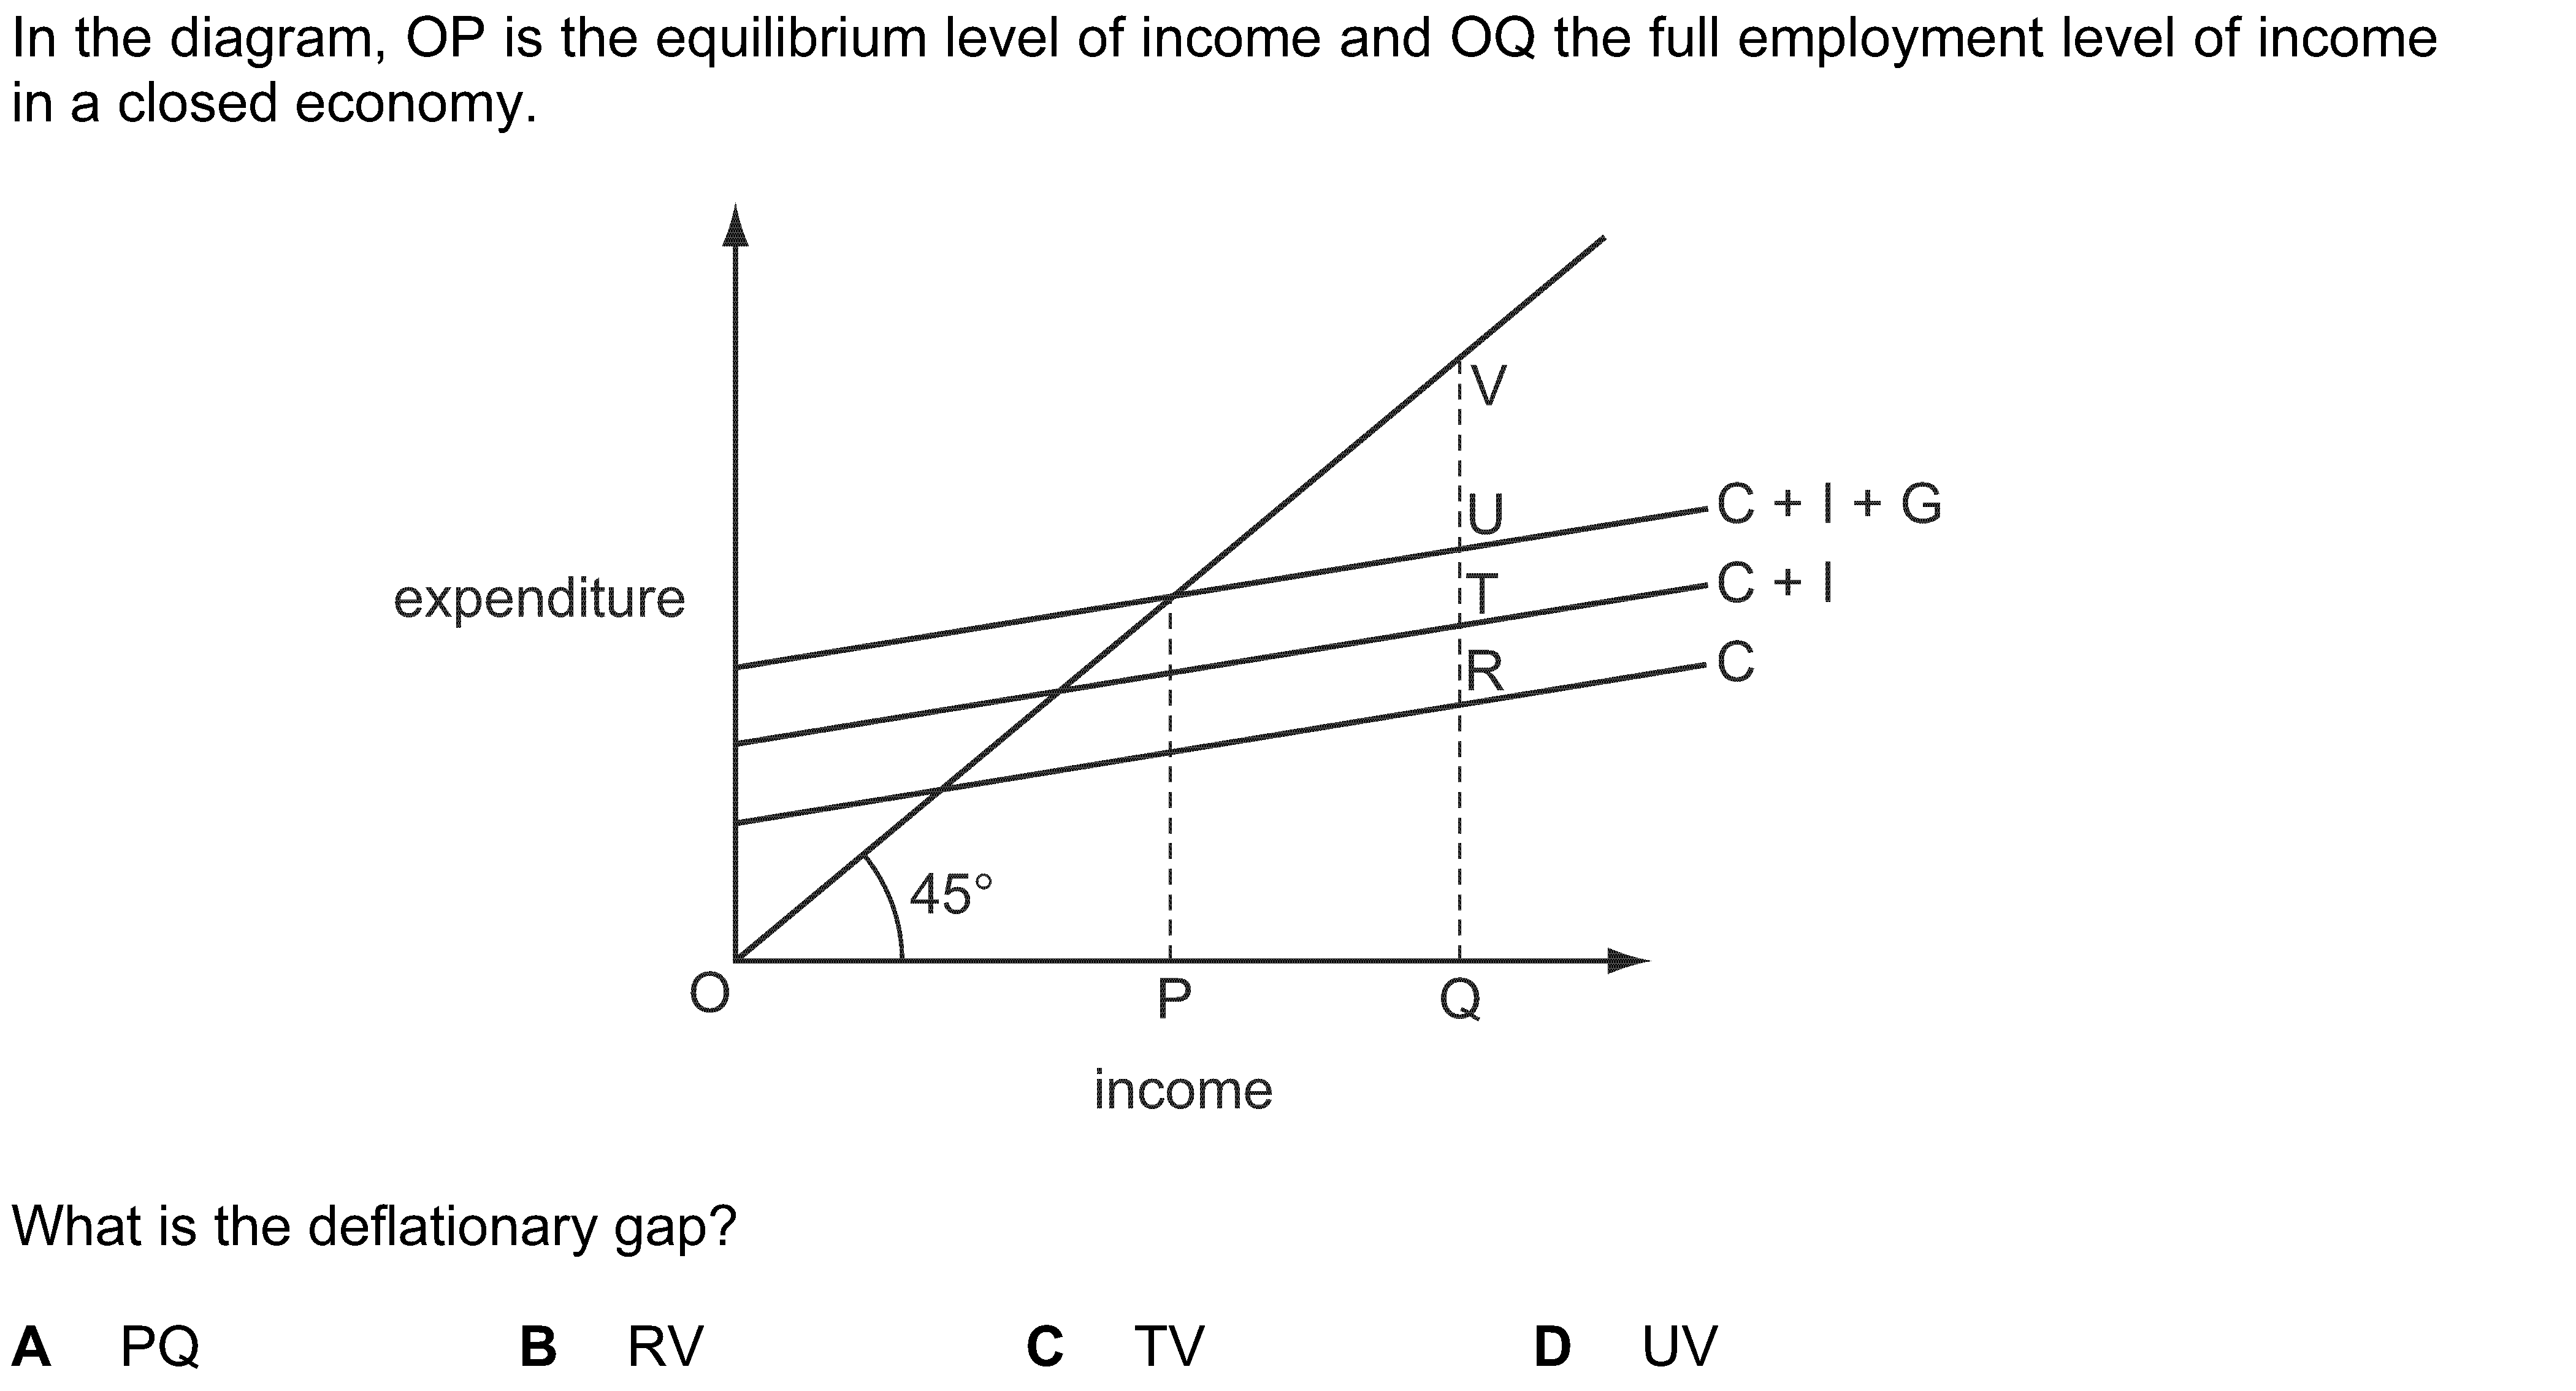 In the diagram, OP is the equilibrium level of income and OQ the full employment level of income
in a closed economy.
V
U
C + I + G
T
C + I
expenditure
R
C
45°
O
P
Q
income
What is the deflationary gap?
A PQ B RV C TV D UV